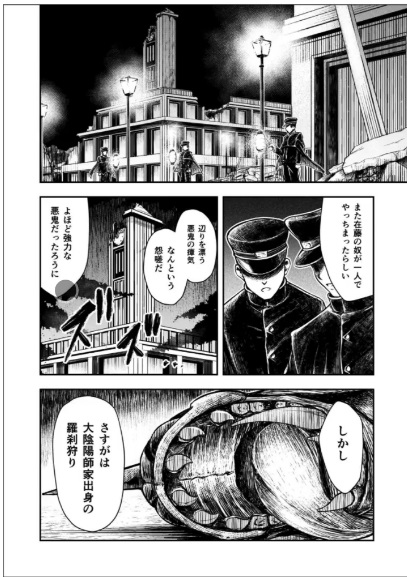 また在藤の奴が一人で
やっちまったらしい
辺りを漂う
悪鬼の瘴気
なんという
怨嗟だ
よほど強力な
悪鬼だったろうに
ズズ
しかし
さすがは
大陰陽師家出身の
羅刹狩り